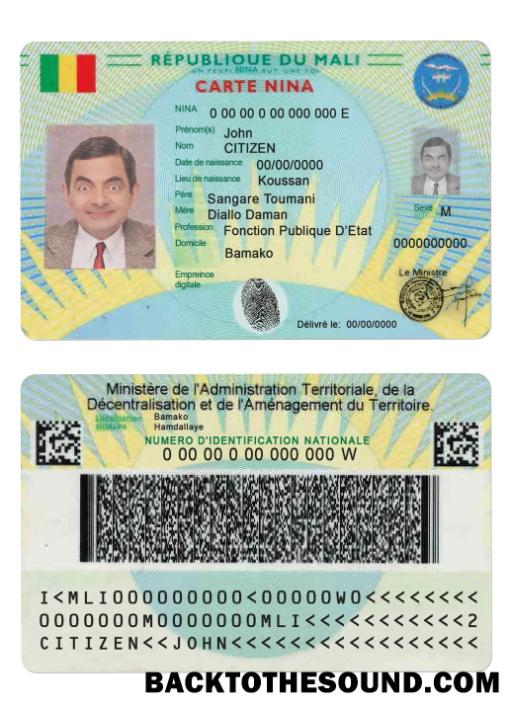 RÉPUBLIQUE DU MALI
UN PEUPLE NINA BUT UNE FOI
CARTE NINA
NINA 0 00 00 0 00 000 000 E
Prénom(s) John
Nom CITIZEN
Date de naissance 00/00/0000
Lieu de naissance Koussan
Père Sangare Toumani
Mère Diallo Daman
Sexe M
Profession Fonction Publique D'Etat
Domicile Bamako
0000000000
Le Ministre
Empreince digitale
Délivré le: 00/00/0000
Ministère de l'Administration Territoriale, de la
Décentralisation et de l'Aménagement du Territoire.
Localisation Bamako
Hamdallaye
NUMERO D'IDENTIFICATION NATIONALE
0 00 00 0 00 000 000 W
I<MLI0000000000<00000W0<<<<<<<<
0000000M0000000MLI<<<<<<<<<<<2
CITIZEN<<JOHN<<<<<<<<<<<<<<<<<
BACKTOTHESOUND.COM